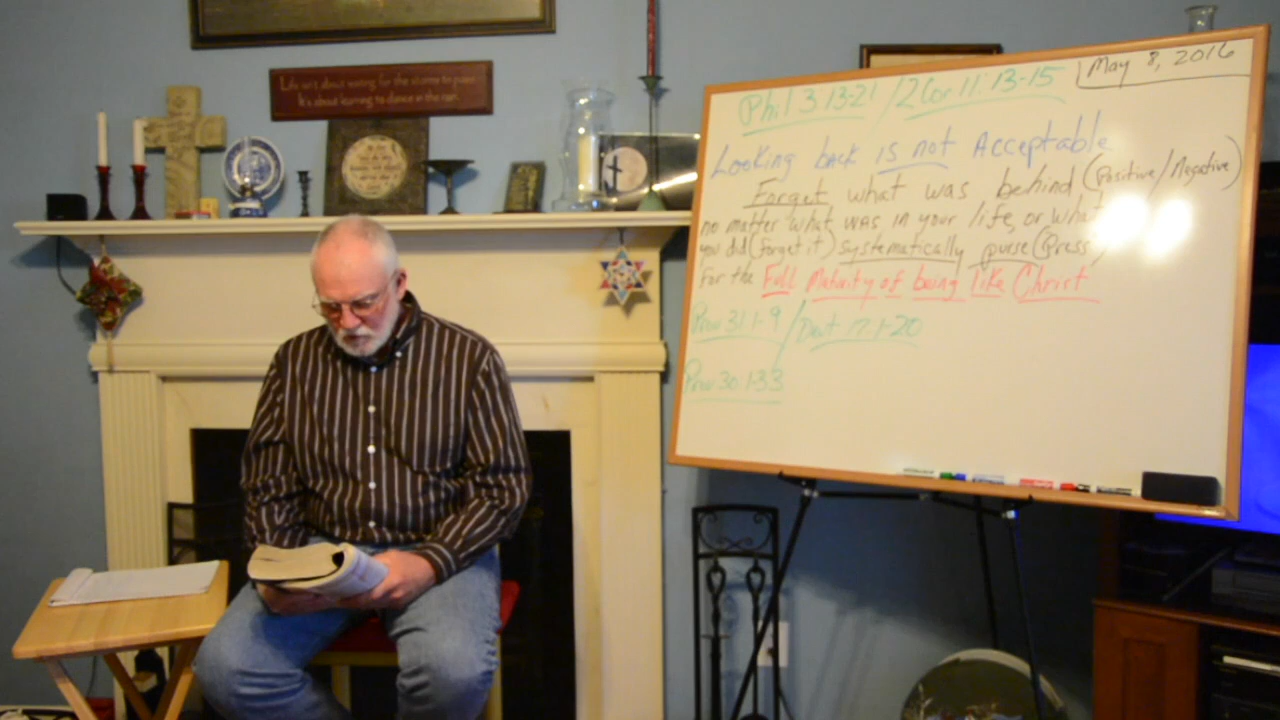 Life isn't about waiting for the storms to pass...
It's about learning to dance in the rain.
May 8, 2016
Phil 3:13-21 / 2 Cor 11:13-15
Looking back is not Acceptable
Forget what was behind (Positive/Negative)
no matter what was in your life, or what
you did (forget it) systematically purse (Press)
for the Full Maturity of being like Christ
Prov 31:1-9 / Deut 17:1-20
Prov 30:1-33